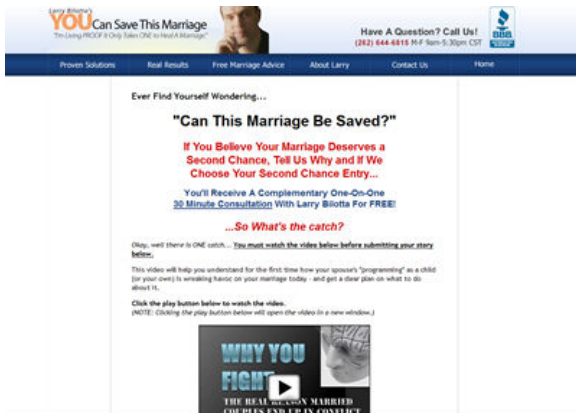 Larry Bilotta's
YOU Can Save This Marriage
"I'm Living PROOF It Only Takes ONE to Heal A Marriage"
Have A Question? Call Us!
(262) 644-6815 M-F 9am-5:30pm CST
BBB
Proven Solutions Real Results Free Marriage Advice About Larry Contact Us Home
Ever Find Yourself Wondering...
"Can This Marriage Be Saved?"
If You Believe Your Marriage Deserves a
Second Chance, Tell Us Why and If We
Choose Your Second Chance Entry...
You'll Receive A Complementary One-On-One
30 Minute Consultation With Larry Bilotta For FREE!
...So What's the catch?
Okay, well there is ONE catch... You must watch the video below before submitting your story
below.
This video will help you understand for the first time how your spouse's "programming" as a child
(or your own) is wreaking havoc on your marriage today - and get a clear plan on what to do
about it.
Click the play button below to watch the video.
(NOTE: Clicking the play button below will open the video in a new window.)
WHY YOU
FIGHT
THE REAL REASON MARRIED
COUPLES END UP IN CONFLICT